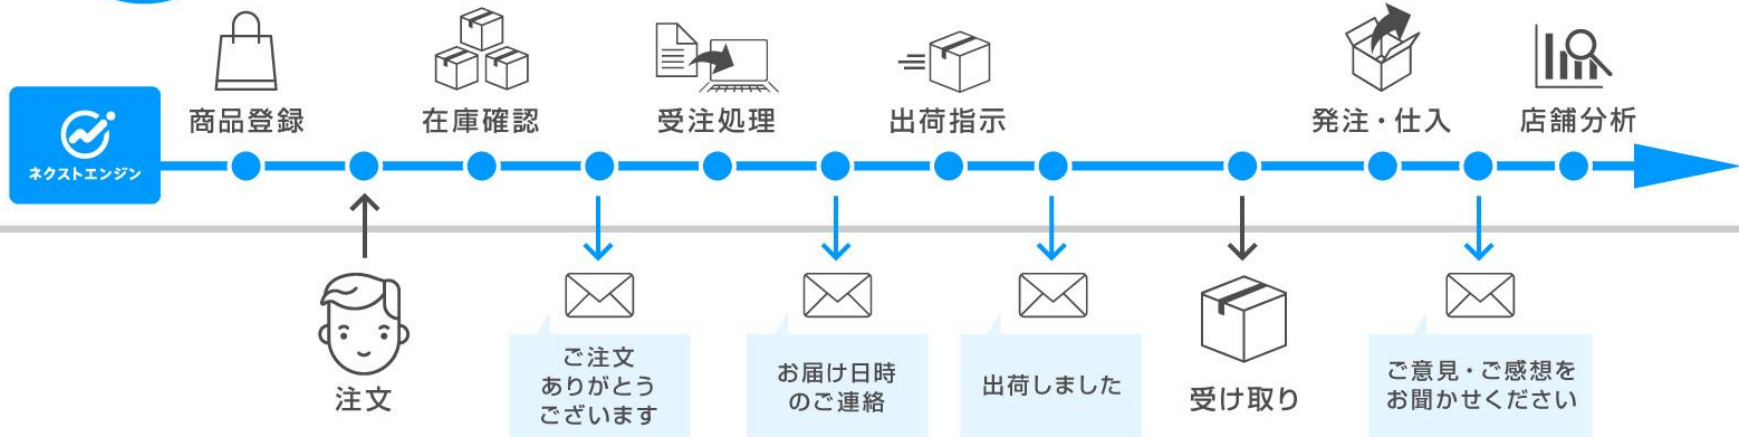 商品登録
在庫確認
受注処理
出荷指示
発注・仕入
店舗分析
ネクストエンジン
注文
ご注文
ありがとう
ございます
お届け日時
のご連絡
出荷しました
受け取り
ご意見・ご感想を
お聞かせください